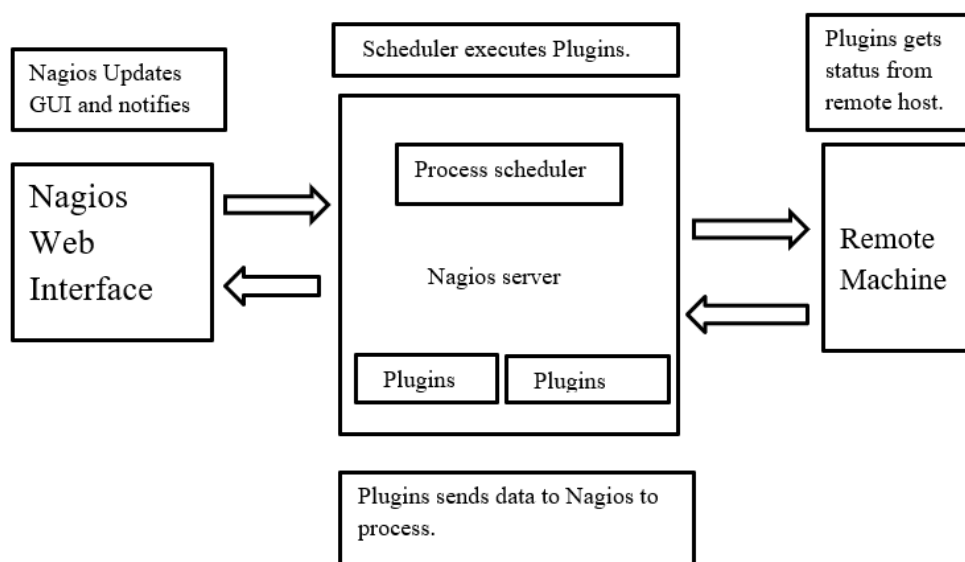 Nagios Updates
GUI and notifies
Scheduler executes Plugins.
Plugins gets
status from
remote host.
Nagios
Web
Interface
Process scheduler
Nagios server
Plugins
Plugins
Remote
Machine
Plugins sends data to Nagios to
process.